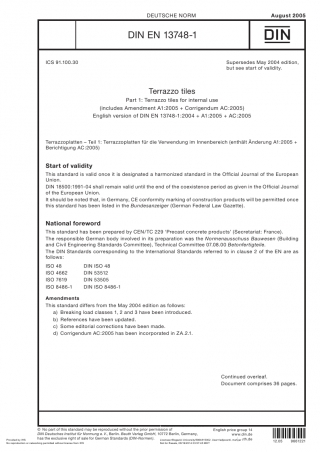 DEUTSCHE NORM
August 2005
DIN EN 13748-1
DIN
ICS 91.100.30
Supersedes May 2004 edition,
but see start of validity.
Terrazzo tiles
Part 1: Terrazzo tiles for internal use
(includes Amendment A1:2005 + Corrigendum AC:2005)
English version of DIN EN 13748-1:2004 + A1:2005 + AC:2005
Terrazzoplatten – Teil 1: Terrazzoplatten für die Verwendung im Innenbereich (enthält Änderung A1:2005 +
Berichtigung AC:2005)
Start of validity
This standard is valid once it is designated a harmonized standard in the Official Journal of the European
Union.
DIN 18500:1991-04 shall remain valid until the end of the coexistence period as given in the Official Journal
of the European Union.
It should be noted that, in Germany, CE conformity marking of construction products will be permitted once
this standard has been listed in the Bundesanzeiger (German Federal Law Gazette).
National foreword
This standard has been prepared by CEN/TC 229 'Precast concrete products' (Secretariat: France).
The responsible German body involved in its preparation was the Normenausschuss Bauwesen (Building
and Civil Engineering Standards Committee), Technical Committee 07.08.00 Betonfertigteile.
The DIN Standards corresponding to the International Standards referred to in clause 2 of the EN are as
follows:
ISO 48 DIN ISO 48
ISO 4662 DIN 53512
ISO 7619 DIN 53505
ISO 8486-1 DIN ISO 8486-1
Amendments
This standard differs from the May 2004 edition as follows:
a) Breaking load classes 1, 2 and 3 have been introduced.
b) References have been updated.
c) Some editorial corrections have been made.
d) Corrigendum AC:2005 has been incorporated in ZA.2.1.
Continued overleaf.
Document comprises 36 pages.
© No part of this standard may be reproduced without the prior permission of
DIN Deutsches Institut für Normung e. V., Berlin. Beuth Verlag GmbH, 10772 Berlin, Germany,
has the exclusive right of sale for German Standards (DIN-Normen).
English price group 14
www.din.de